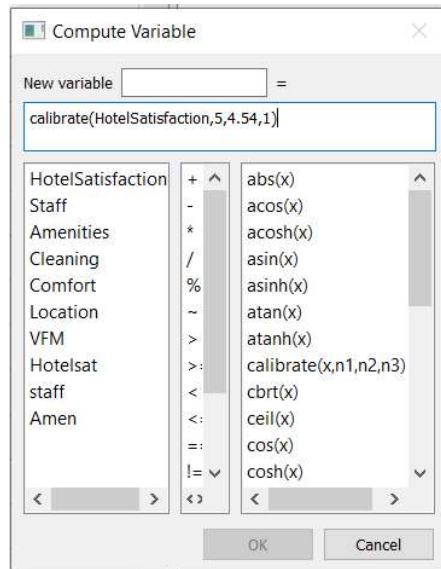 Compute Variable
New variable =
calibrate(HotelSatisfaction,5,4.54,1)
HotelSatisfaction
Staff
Amenities
Cleaning
Comfort
Location
VFM
Hotelsat
staff
Amen
+
-
*
/
%
~
>
>=
<
<=
==
!=
abs(x)
acos(x)
acosh(x)
asin(x)
asinh(x)
atan(x)
atanh(x)
calibrate(x,n1,n2,n3)
cbrt(x)
ceil(x)
cos(x)
cosh(x)
OK Cancel